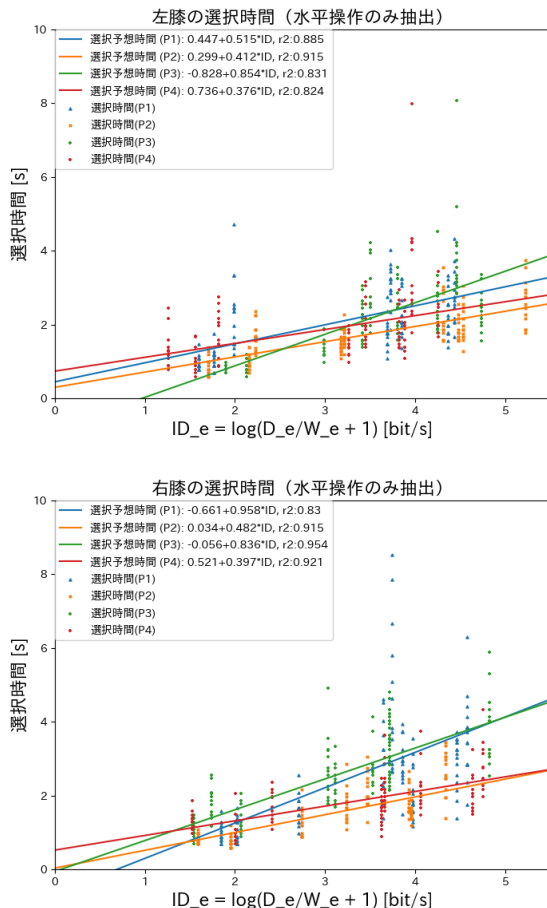 左膝の選択時間（水平操作のみ抽出）
選択予想時間 (P1): 0.447+0.515*ID, r2:0.885
選択予想時間 (P2): 0.299+0.412*ID, r2:0.915
選択予想時間 (P3): -0.828+0.854*ID, r2:0.831
選択予想時間 (P4): 0.736+0.376*ID, r2:0.824
選択時間(P1)
選択時間(P2)
選択時間(P3)
選択時間(P4)
選択時間 [s]
10
8
6
4
2
0
0 1 2 3 4 5
ID_e = log(D_e/W_e + 1) [bit/s]
右膝の選択時間（水平操作のみ抽出）
選択予想時間 (P1): -0.661+0.958*ID, r2:0.83
選択予想時間 (P2): 0.034+0.482*ID, r2:0.915
選択予想時間 (P3): -0.056+0.836*ID, r2:0.954
選択予想時間 (P4): 0.521+0.397*ID, r2:0.921
選択時間(P1)
選択時間(P2)
選択時間(P3)
選択時間(P4)
選択時間 [s]
10
8
6
4
2
0
0 1 2 3 4 5
ID_e = log(D_e/W_e + 1) [bit/s]